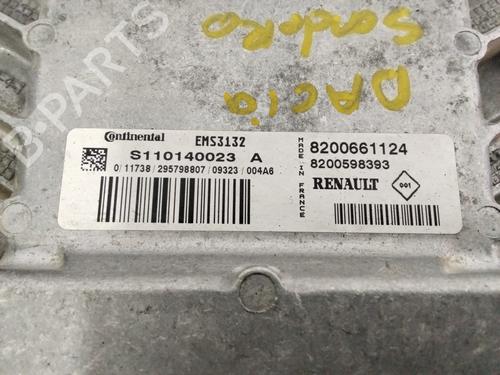 Sandero
DACiA
Continental EMS3132
S110140023 A
0/11738/295798807/09323/004A6
MADE IN FRANCE
8200661124
8200598393
RENAULT
001
B-PARTS